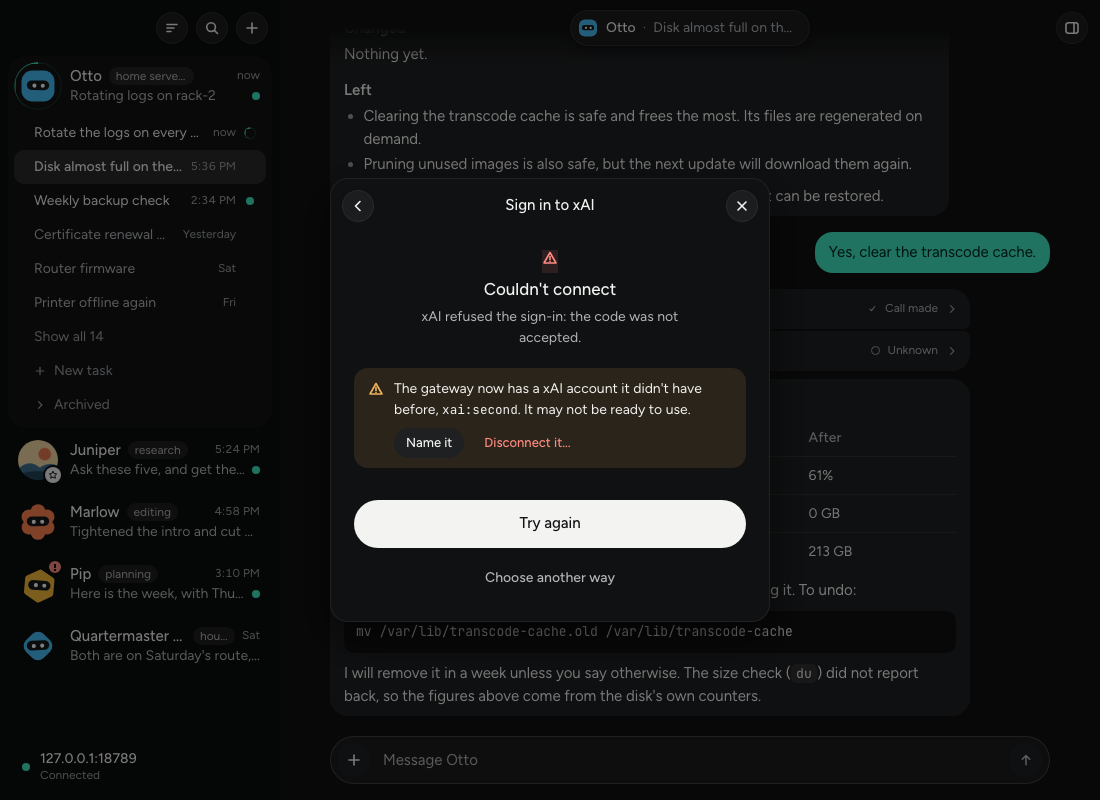 Otto
home serve...
now
Rotating logs on rack-2
Rotate the logs on every ...
now
Disk almost full on the...
5:36 PM
Weekly backup check
2:34 PM
Certificate renewal ...
Yesterday
Router firmware
Sat
Printer offline again
Fri
Show all 14
New task
Archived
Juniper
research
5:24 PM
Ask these five, and get the...
Marlow
editing
4:58 PM
Tightened the intro and cut ...
Pip
planning
3:10 PM
Here is the week, with Thu...
Quartermaster ...
hou...
Sat
Both are on Saturday's route,...
127.0.0.1:18789
Connected
Otto · Disk almost full on th...
Nothing yet.
Left
Clearing the transcode cache is safe and frees the most. Its files are regenerated on
demand.
Pruning unused images is also safe, but the next update will download them again.
can be restored.
Yes, clear the transcode cache.
Call made
Unknown
After
61%
0 GB
213 GB
it. To undo:
mv /var/lib/transcode-cache.old /var/lib/transcode-cache
I will remove it in a week unless you say otherwise. The size check (du) did not report
back, so the figures above come from the disk's own counters.
Message Otto
Sign in to xAI
Couldn't connect
xAI refused the sign-in: the code was not
accepted.
The gateway now has a xAI account it didn't have
before, xai:second. It may not be ready to use.
Name it
Disconnect it...
Try again
Choose another way